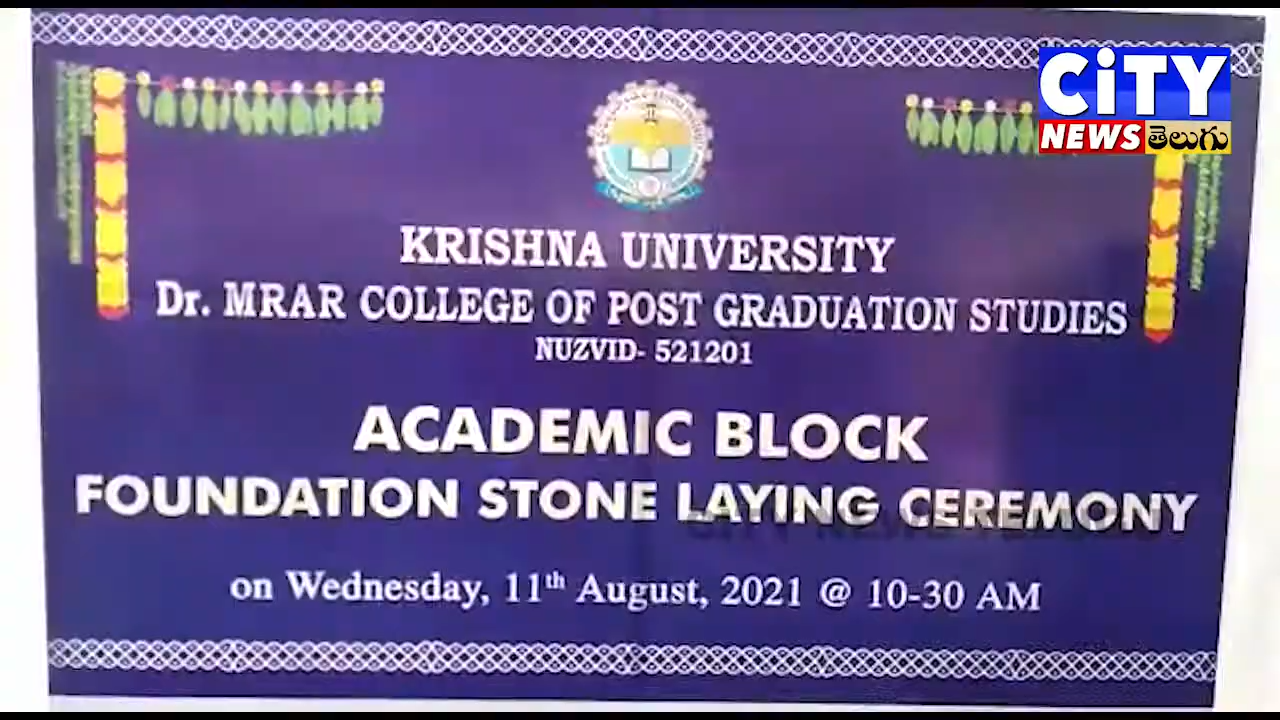 CiTY
NEWS తెలుగు
KRISHNA UNIVERSITY
Dr. MRAR COLLEGE OF POST GRADUATION STUDIES
NUZVID- 521201
ACADEMIC BLOCK
FOUNDATION STONE LAYING CEREMONY
on Wednesday, 11th August, 2021 @ 10-30 AM